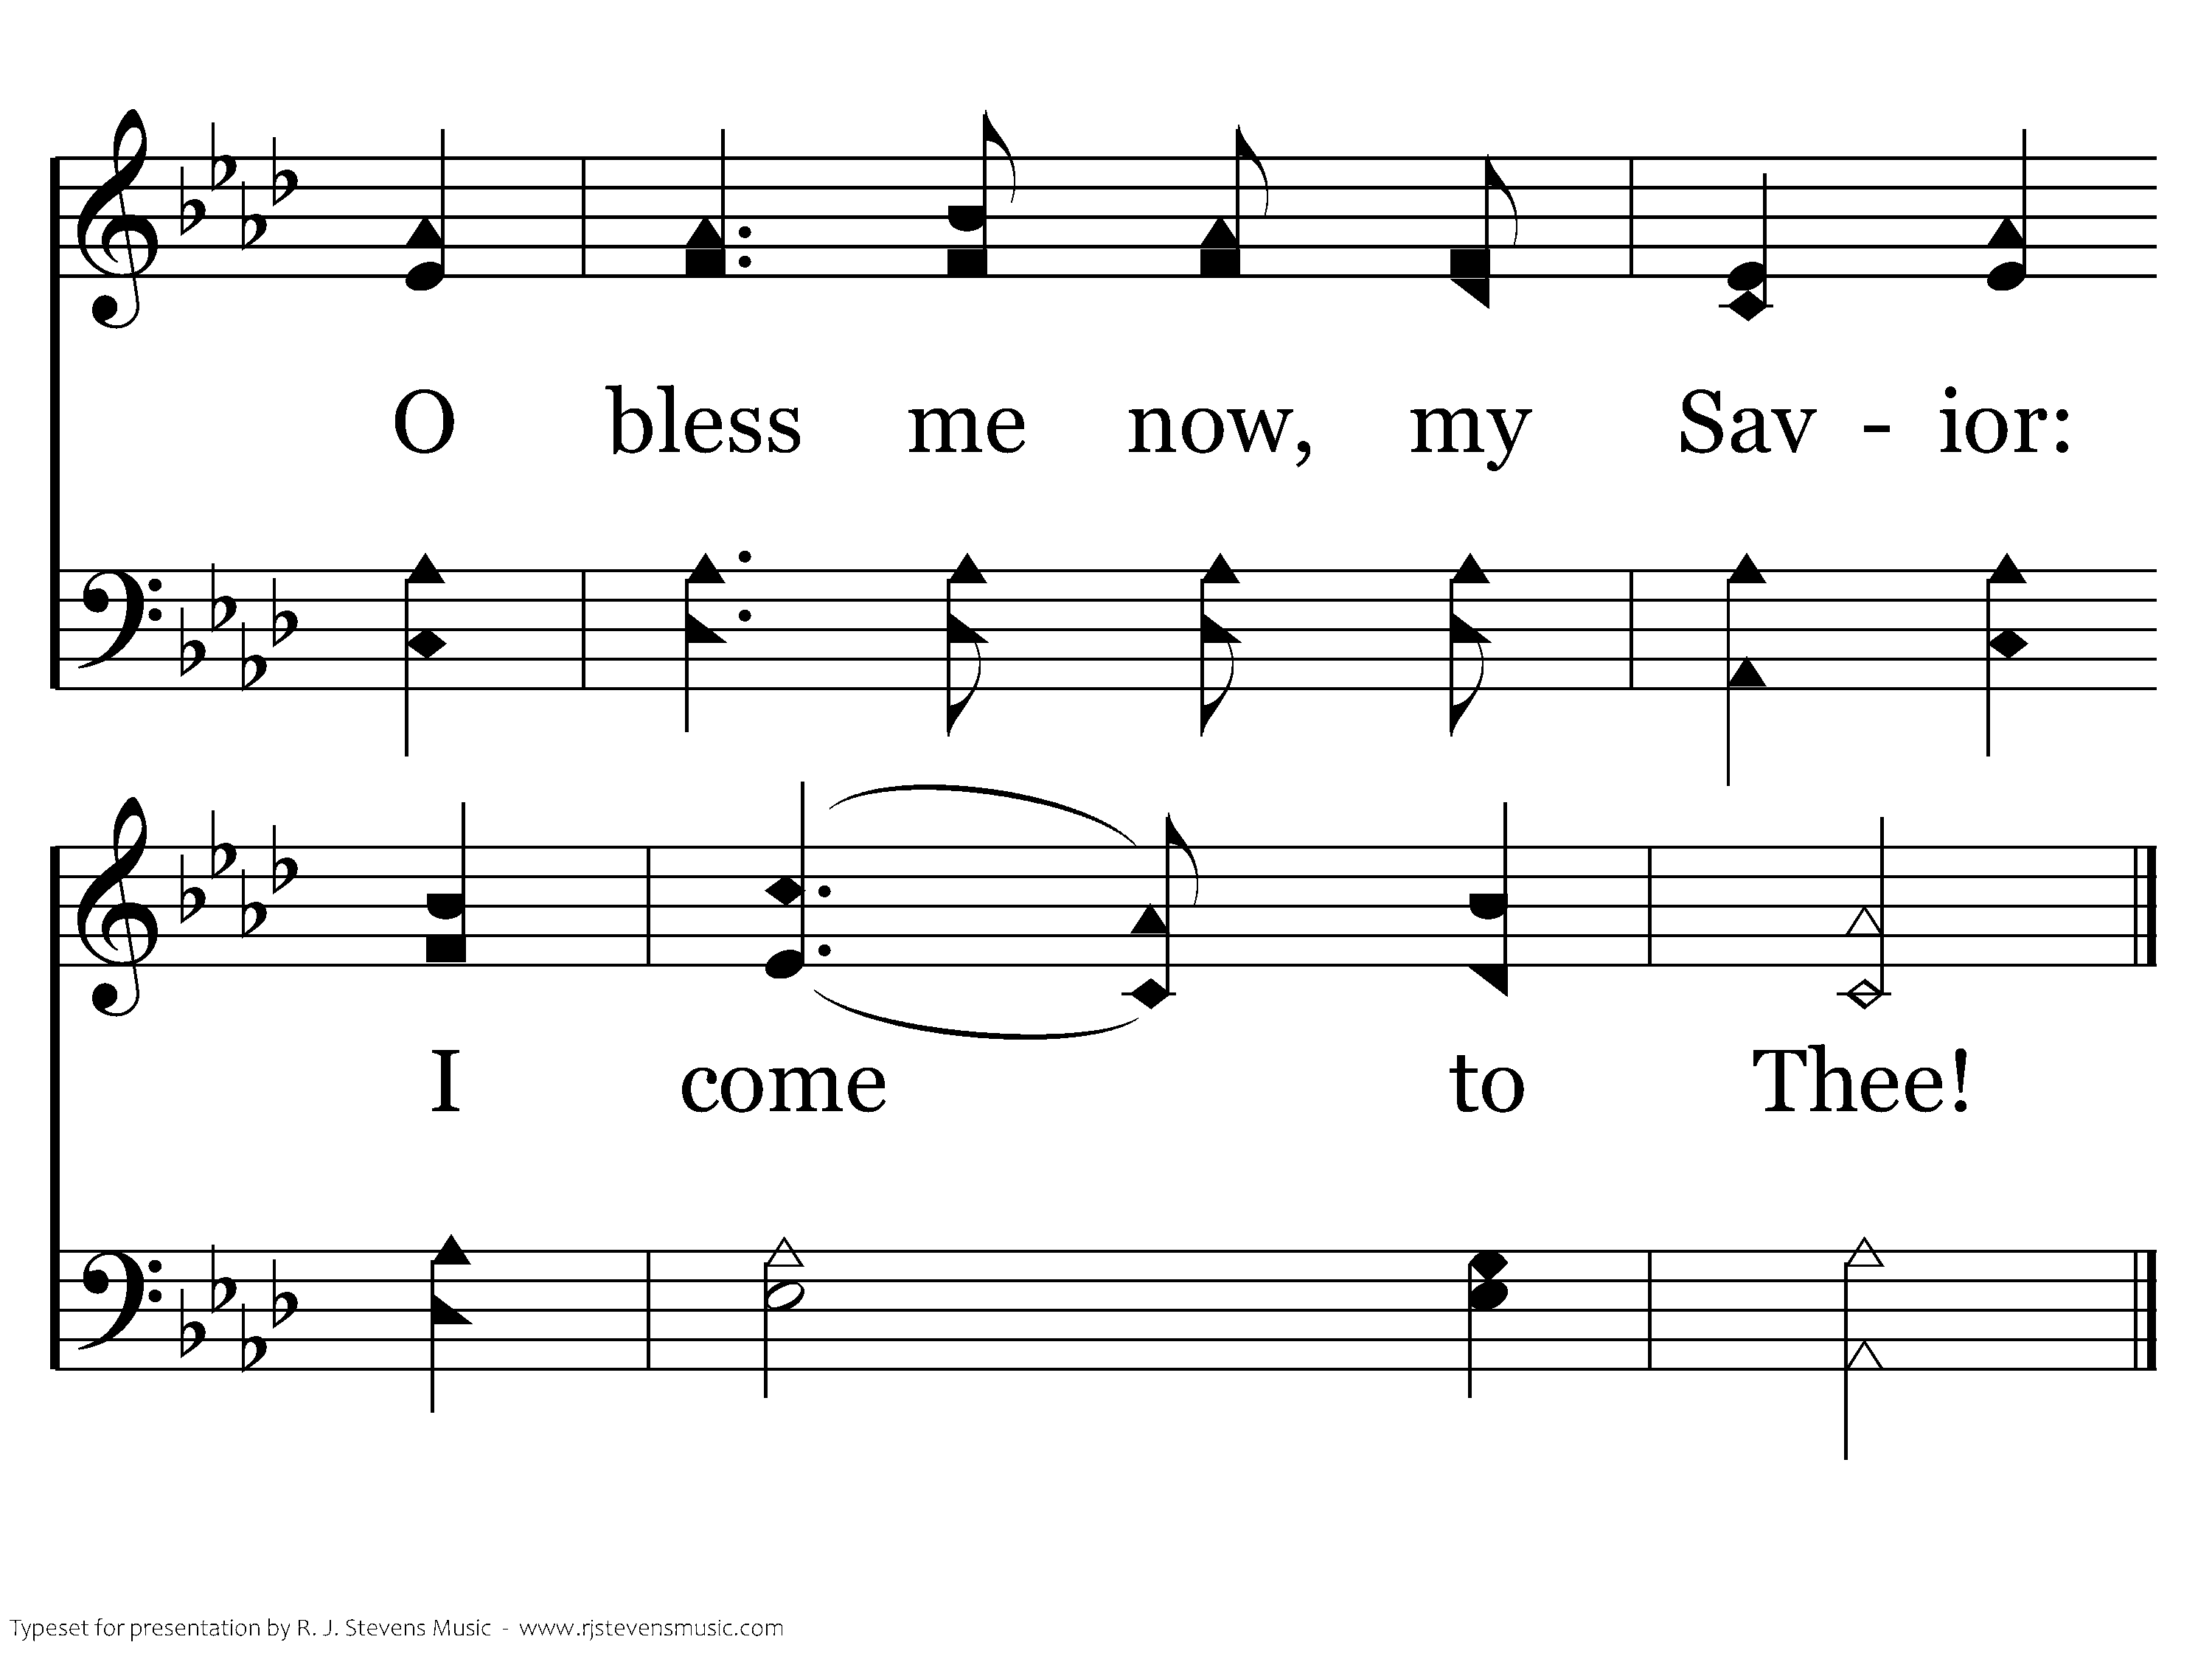 O bless me now, my Sav - ior:
I come to Thee!
Typeset for presentation by R. J. Stevens Music - www.rjstevensmusic.com